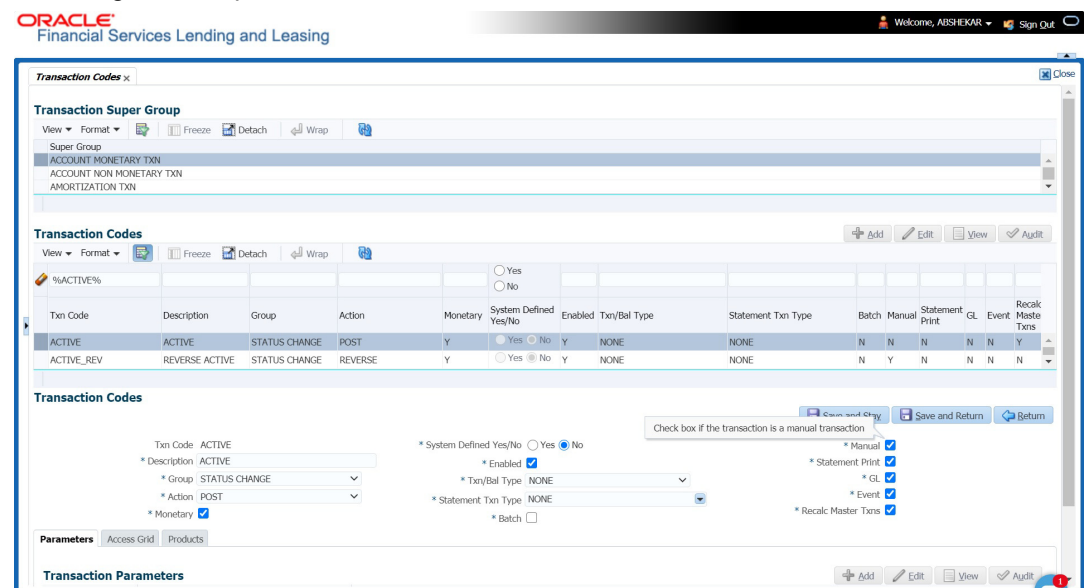 ORACLE
Financial Services Lending and Leasing
Welcome, ABSHEKAR Sign Out
Transaction Codes x Close
Transaction Super Group
View Format Freeze Detach Wrap
Super Group
ACCOUNT MONETARY TXN
ACCOUNT NON MONETARY TXN
AMORTIZATION TXN
Transaction Codes Add Edit View Audit
View Format Freeze Detach Wrap
%ACTIVE% Yes
No
Txn Code Description Group Action Monetary System Defined Yes/No Enabled Txn/Bal Type Statement Txn Type Batch Manual Statement Print GL Event Recalc Maste Txns
ACTIVE ACTIVE STATUS CHANGE POST Y Yes No Y NONE NONE N N N N N Y
ACTIVE_REV REVERSE ACTIVE STATUS CHANGE REVERSE Y Yes No Y NONE NONE N Y N N N N
Transaction Codes
Save and Stay Save and Return Return
Check box if the transaction is a manual transaction
Txn Code ACTIVE * System Defined Yes/No Yes No * Manual
* Description ACTIVE * Enabled * Statement Print
* Group STATUS CHANGE * Txn/Bal Type NONE * GL
* Action POST * Statement Txn Type NONE * Event
* Monetary * Batch * Recalc Master Txns
Parameters Access Grid Products
Transaction Parameters Add Edit View Audit
1